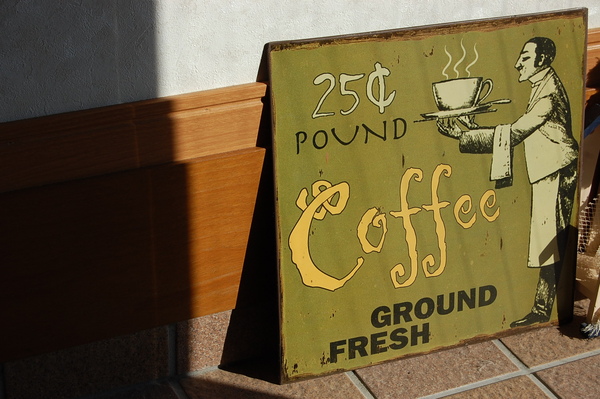 25¢
POUND
Coffee
GROUND
FRESH